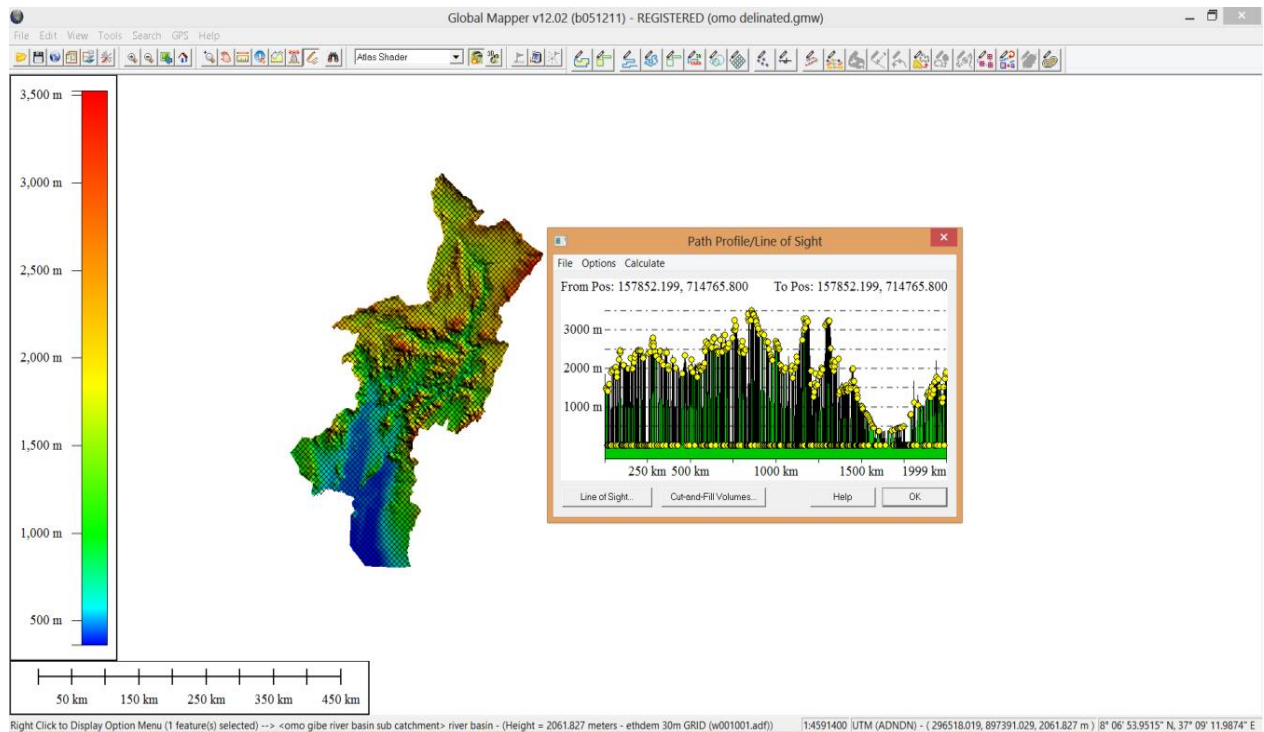 Global Mapper v12.02 (b051211) - REGISTERED (omo delinated.gmw)
File Edit View Tools Search GPS Help
Atlas Shader
3,500 m
3,000 m
2,500 m
2,000 m
1,500 m
1,000 m
500 m
Path Profile/Line of Sight
File Options Calculate
From Pos: 157852.199, 714765.800 To Pos: 157852.199, 714765.800
3000 m
2000 m
1000 m
250 km 500 km 1000 km 1500 km 1999 km
Line of Sight... Cut-and-Fill Volumes... Help OK
50 km 150 km 250 km 350 km 450 km
Right Click to Display Option Menu (1 feature(s) selected) --> <omo gibe river basin sub catchment> river basin - (Height = 2061.827 meters - ethdem 30m GRID (w001001.adf)) 1:4591400 UTM (ADNDN) - ( 296518.019, 897391.029, 2061.827 m ) 8° 06' 53.9515" N, 37° 09' 11.9874" E